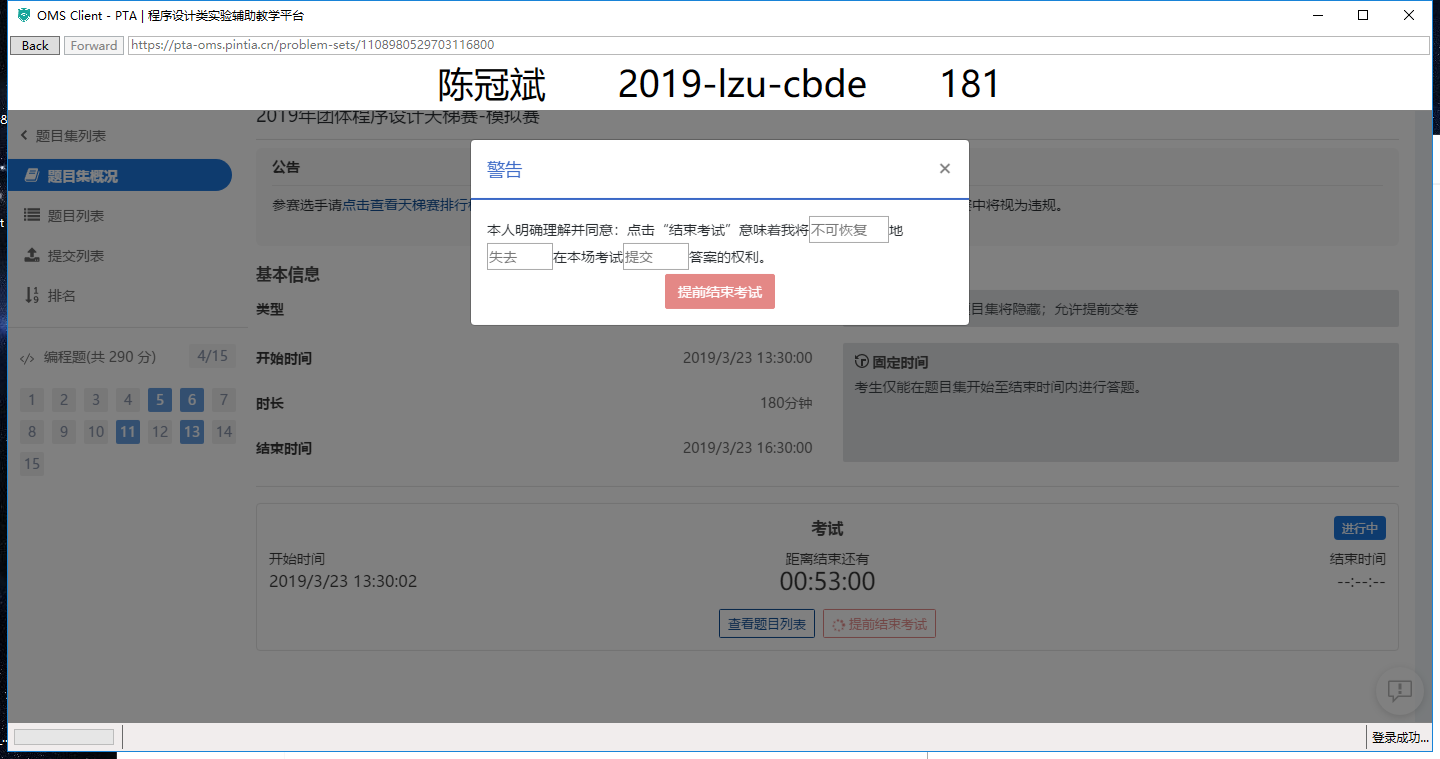 OMS Client - PTA | 程序设计类实验辅助教学平台
Back Forward https://pta-oms.pintia.cn/problem-sets/1108980529703116800
陈冠斌 2019-lzu-cbde 181
2019年团体程序设计天梯赛-模拟赛
题目集列表
题目集概况
题目列表
提交列表
排名
编程题(共 290 分) 4/15
1 2 3 4 5 6 7
8 9 10 11 12 13 14
15
公告
参赛选手请点击查看天梯赛排行
中将视为违规。
警告 ×
本人明确理解并同意：点击“结束考试”意味着我将不可恢复地
失去在本场考试提交答案的权利。
提前结束考试
基本信息
类型
目集将隐藏；允许提前交卷
开始时间 2019/3/23 13:30:00
时长 180分钟
结束时间 2019/3/23 16:30:00
固定时间
考生仅能在题目集开始至结束时间内进行答题。
考试 进行中
开始时间 距离结束还有 结束时间
2019/3/23 13:30:02 00:53:00 --:--:--
查看题目列表 提前结束考试
登录成功...